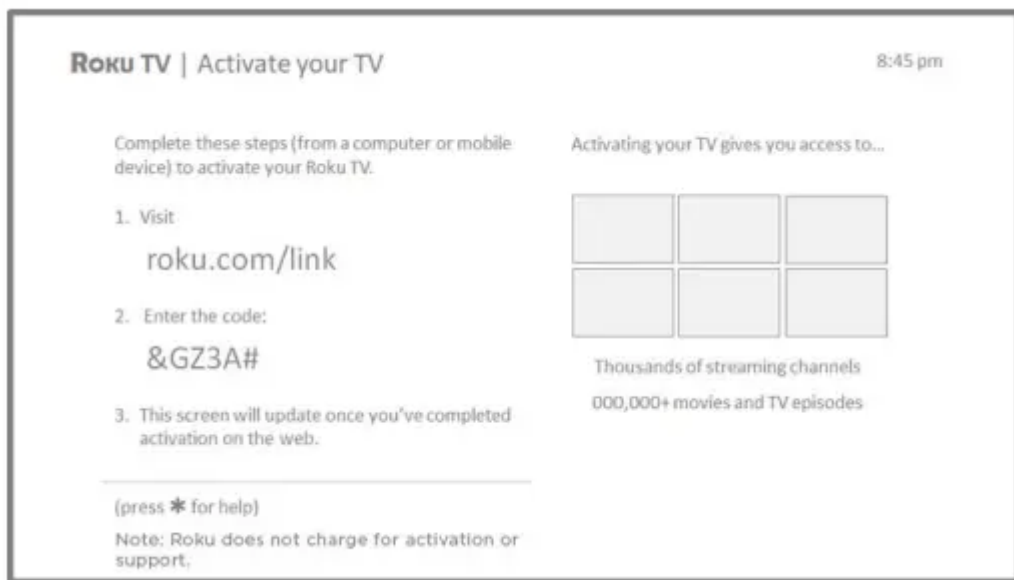 ROKU TV | Activate your TV
8:45 pm
Complete these steps (from a computer or mobile
device) to activate your Roku TV.
1. Visit
roku.com/link
2. Enter the code:
&GZ3A#
3. This screen will update once you've completed
activation on the web.
(press ✱ for help)
Note: Roku does not charge for activation or
support.
Activating your TV gives you access to...
Thousands of streaming channels
000,000+ movies and TV episodes